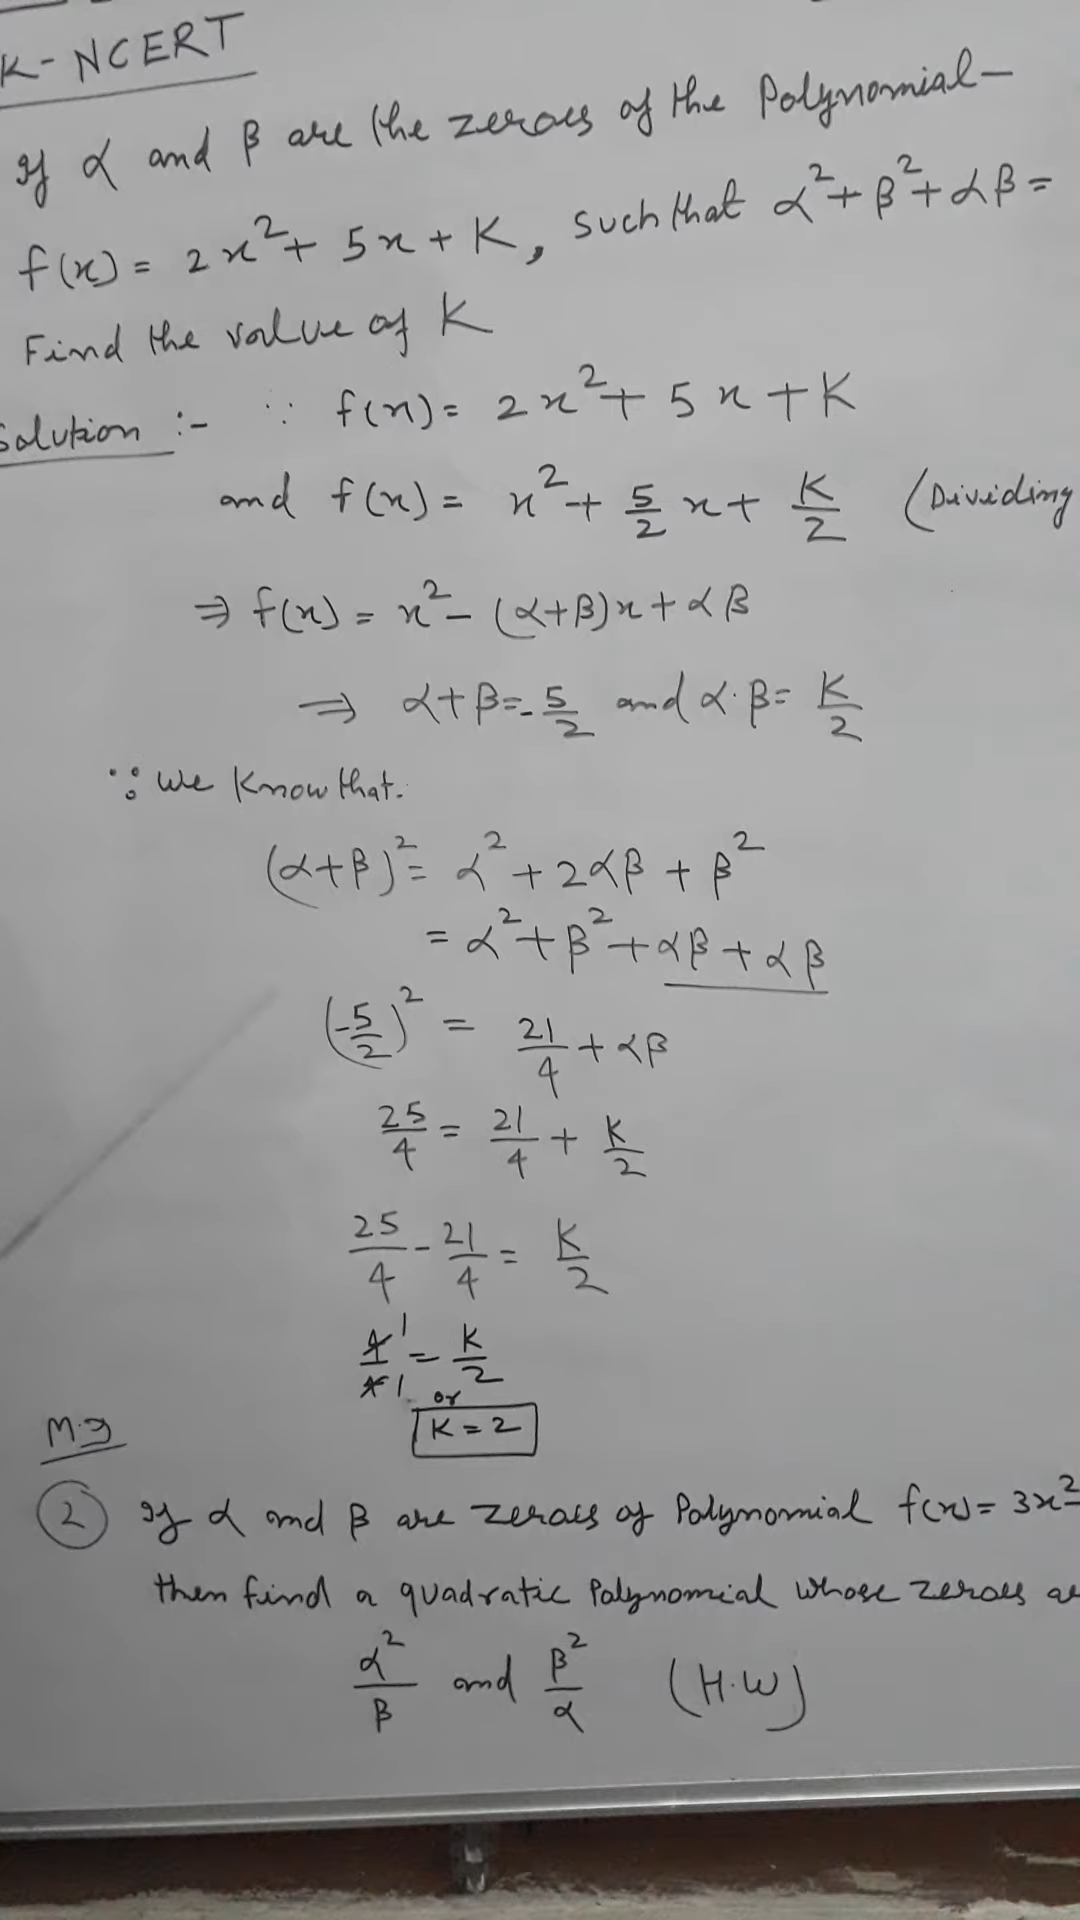 K- NCERT
If α and β are the zeroes of the Polynomial-
f(x) = 2x² + 5x + K, such that α² + β² + αβ =
Find the value of K
Solution :- ∵ f(x) = 2x² + 5x + K
and f(x) = x² + 5/2 x + K/2 (Dividing
⇒ f(x) = x² - (α+β)x + αβ
⇒ α+β = -5/2 and α·β = K/2
∵ We Know that.
(α+β)² = α² + 2αβ + β²
= α² + β² + αβ + αβ
(-5/2)² = 21/4 + αβ
25/4 = 21/4 + K/2
25/4 - 21/4 = K/2
4/4 1/1 = K/2
or
K = 2
② If α and β are zeroes of Polynomial f(x) = 3x²-
then find a quadratic Polynomial whose zeroes a
α²/β and β²/α (H.W)